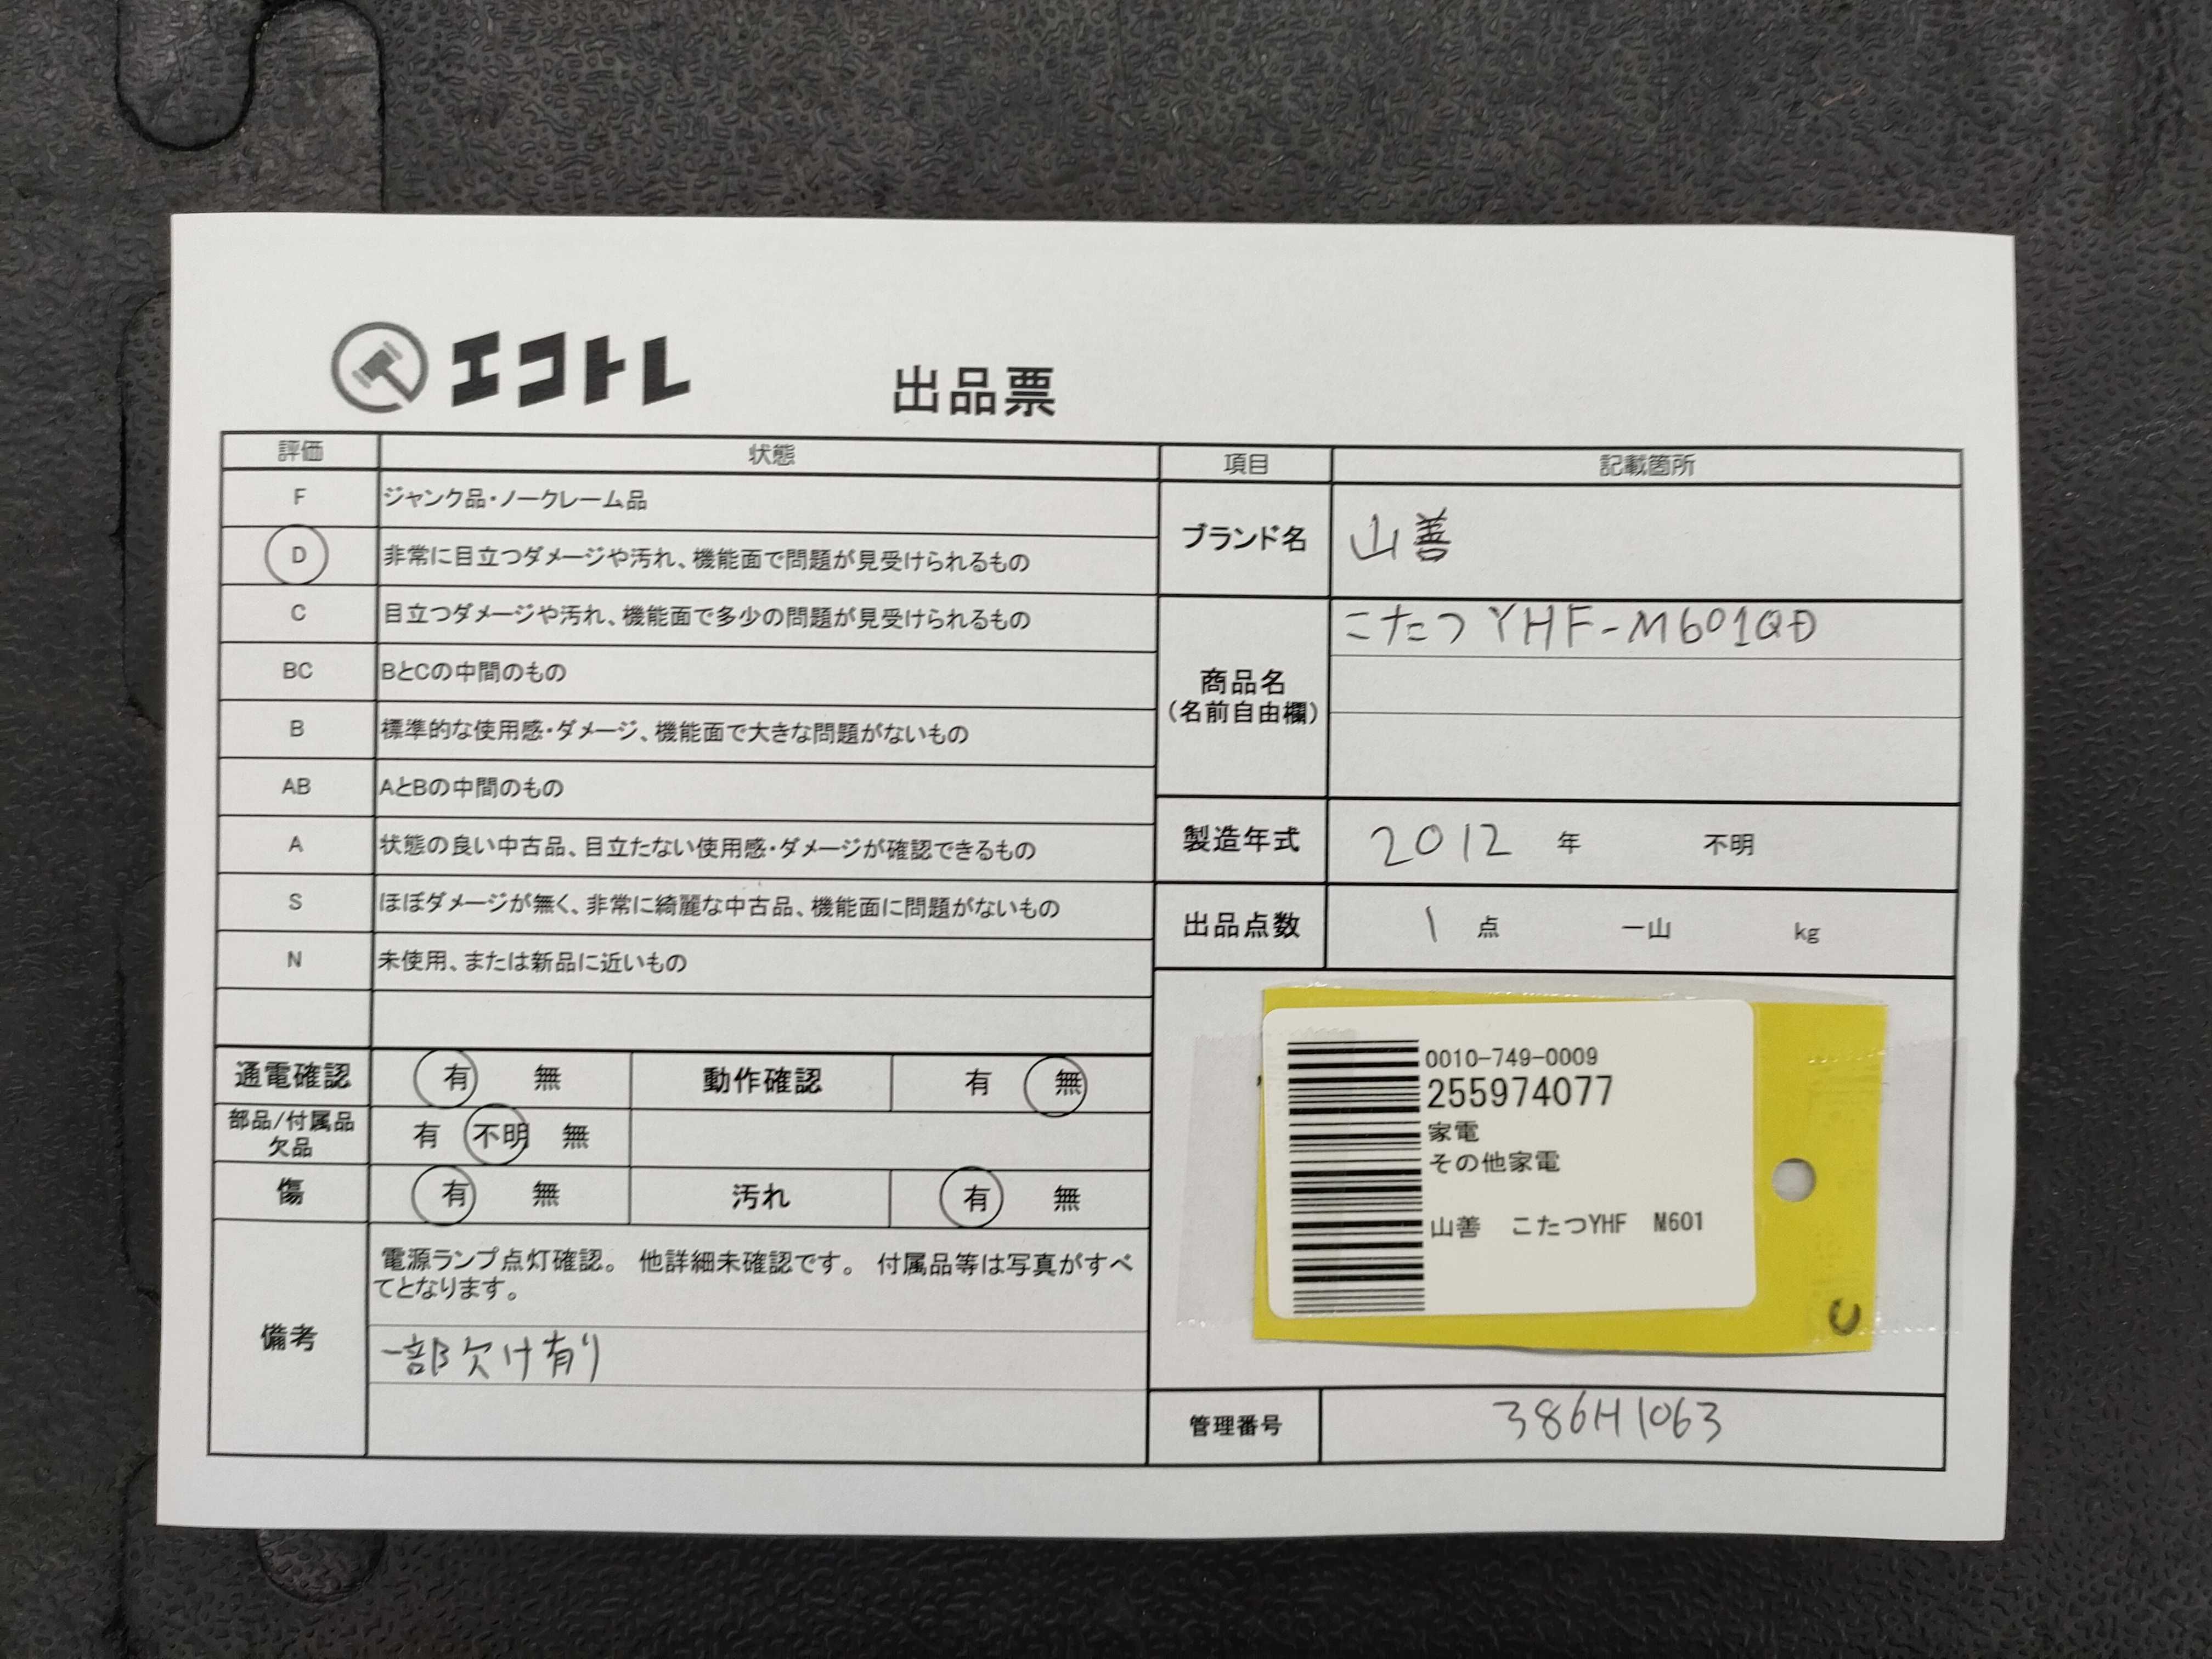 エコトレ
出品票
評価 状態
F ジャンク品・ノークレーム品
D 非常に目立つダメージや汚れ、機能面で問題が見受けられるもの
C 目立つダメージや汚れ、機能面で多少の問題が見受けられるもの
BC BとCの中間のもの
B 標準的な使用感・ダメージ、機能面で大きな問題がないもの
AB AとBの中間のもの
A 状態の良い中古品、目立たない使用感・ダメージが確認できるもの
S ほぼダメージが無く、非常に綺麗な中古品、機能面に問題がないもの
N 未使用、または新品に近いもの
通電確認 有 無 動作確認 有 無
部品/付属品
欠品
有 不明 無
傷 有 無 汚れ 有 無
備考
電源ランプ点灯確認。 他詳細未確認です。 付属品等は写真がすべ
てとなります。
一部欠け有り
項目 記載箇所
ブランド名 山善
商品名
(名前自由欄)
こたつ YHF-M601QD
製造年式 2012 年 不明
出品点数 1 点 一山 kg
0010-749-0009
255974077
家電
その他家電
山善 こたつYHF M601
C
管理番号 386H1063